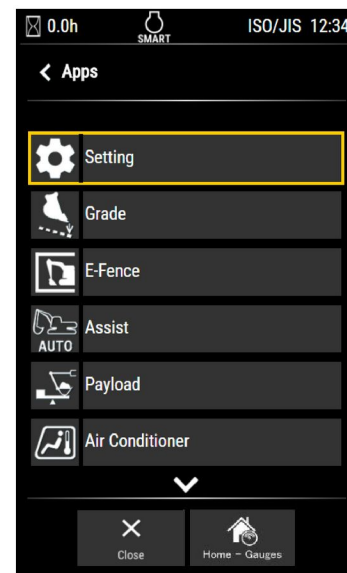 0.0h SMART ISO/JIS 12:34
Apps
Setting
Grade
E-Fence
AUTO Assist
Payload
Air Conditioner
Close Home - Gauges